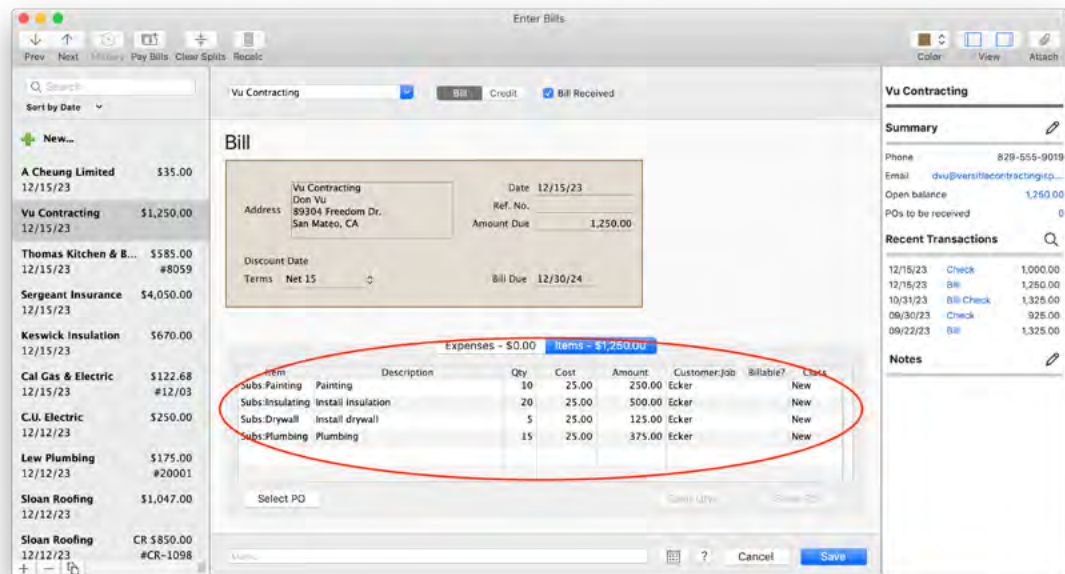 Enter Bills
Prev Next History Pay Bills Clear Splits Recalc Color View Attach
Search
Sort by Date
New...
A Cheung Limited $35.00
12/15/23
Vu Contracting $1,250.00
12/15/23
Thomas Kitchen & B... $585.00
12/15/23 #8059
Sergeant Insurance $4,050.00
12/15/23
Keswick Insulation $670.00
12/15/23
Cal Gas & Electric $122.68
12/15/23 #12/03
C.U. Electric $250.00
12/12/23
Lew Plumbing $175.00
12/12/23 #20001
Sloan Roofing $1,047.00
12/12/23
Sloan Roofing CR $850.00
12/12/23 #CR-1098
Vu Contracting Bill Credit Bill Received
Bill
Address
Vu Contracting
Don Vu
89304 Freedom Dr.
San Mateo, CA
Date 12/15/23
Ref. No.
Amount Due 1,250.00
Discount Date
Terms Net 15 Bill Due 12/30/24
Expenses - $0.00 Items - $1,250.00
Item Description Qty Cost Amount Customer:Job Billable? Class
Subs:Painting Painting 10 25.00 250.00 Ecker New
Subs:Insulating Install insulation 20 25.00 500.00 Ecker New
Subs:Drywall Install drywall 5 25.00 125.00 Ecker New
Subs:Plumbing Plumbing 15 25.00 375.00 Ecker New
Select PO Show PO
Memo ? Cancel Save
Vu Contracting
Summary
Phone 829-555-9019
Email
Open balance 1,250.00
POs to be received 0
Recent Transactions
12/15/23 Check 1,000.00
12/15/23 Bill 1,250.00
10/31/23 Bill Check 1,325.00
09/30/23 Check 925.00
09/22/23 Bill 1,325.00
Notes